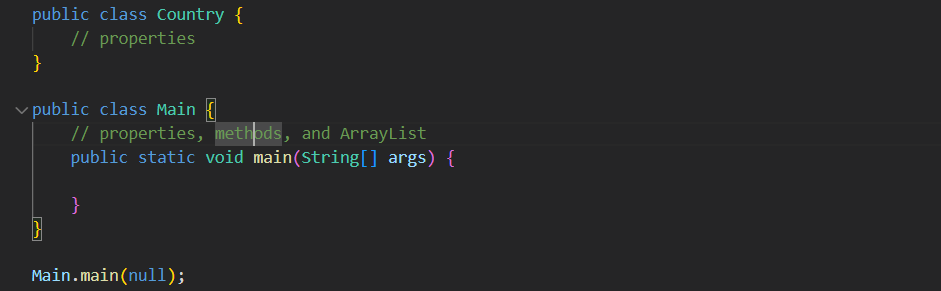 public class Country {
// properties
}
public class Main {
// properties, methods, and ArrayList
public static void main(String[] args) {
}
}
Main.main(null);